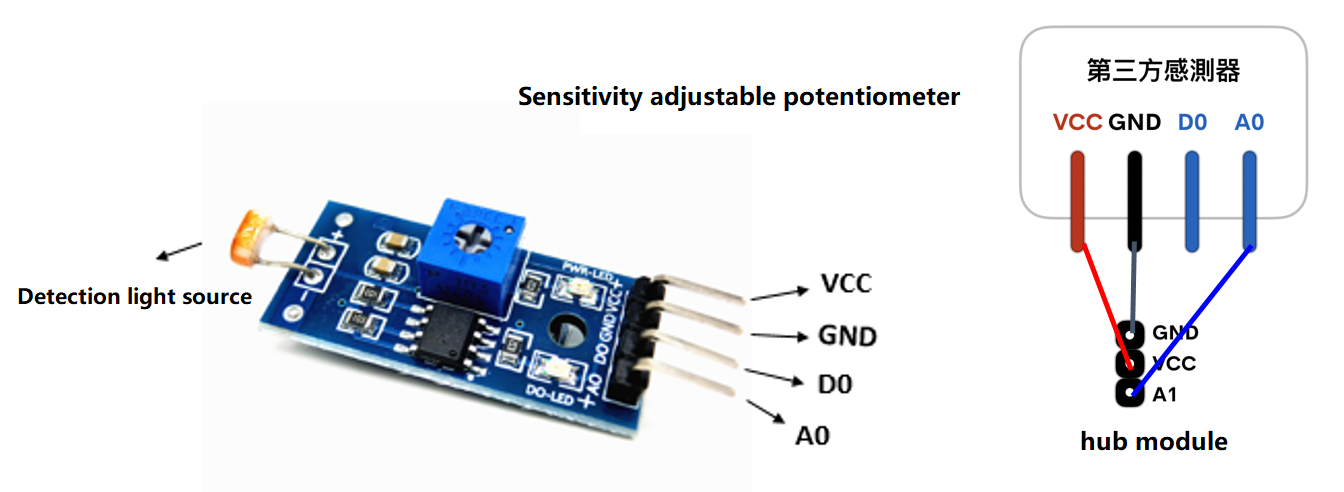 Sensitivity adjustable potentiometer
Detection light source
+
-
PWR-LED
VCC+
GND
DO
AO
DO-LED
+
VCC
GND
D0
A0
第三方感測器
VCC GND D0 A0
GND
VCC
A1
hub module